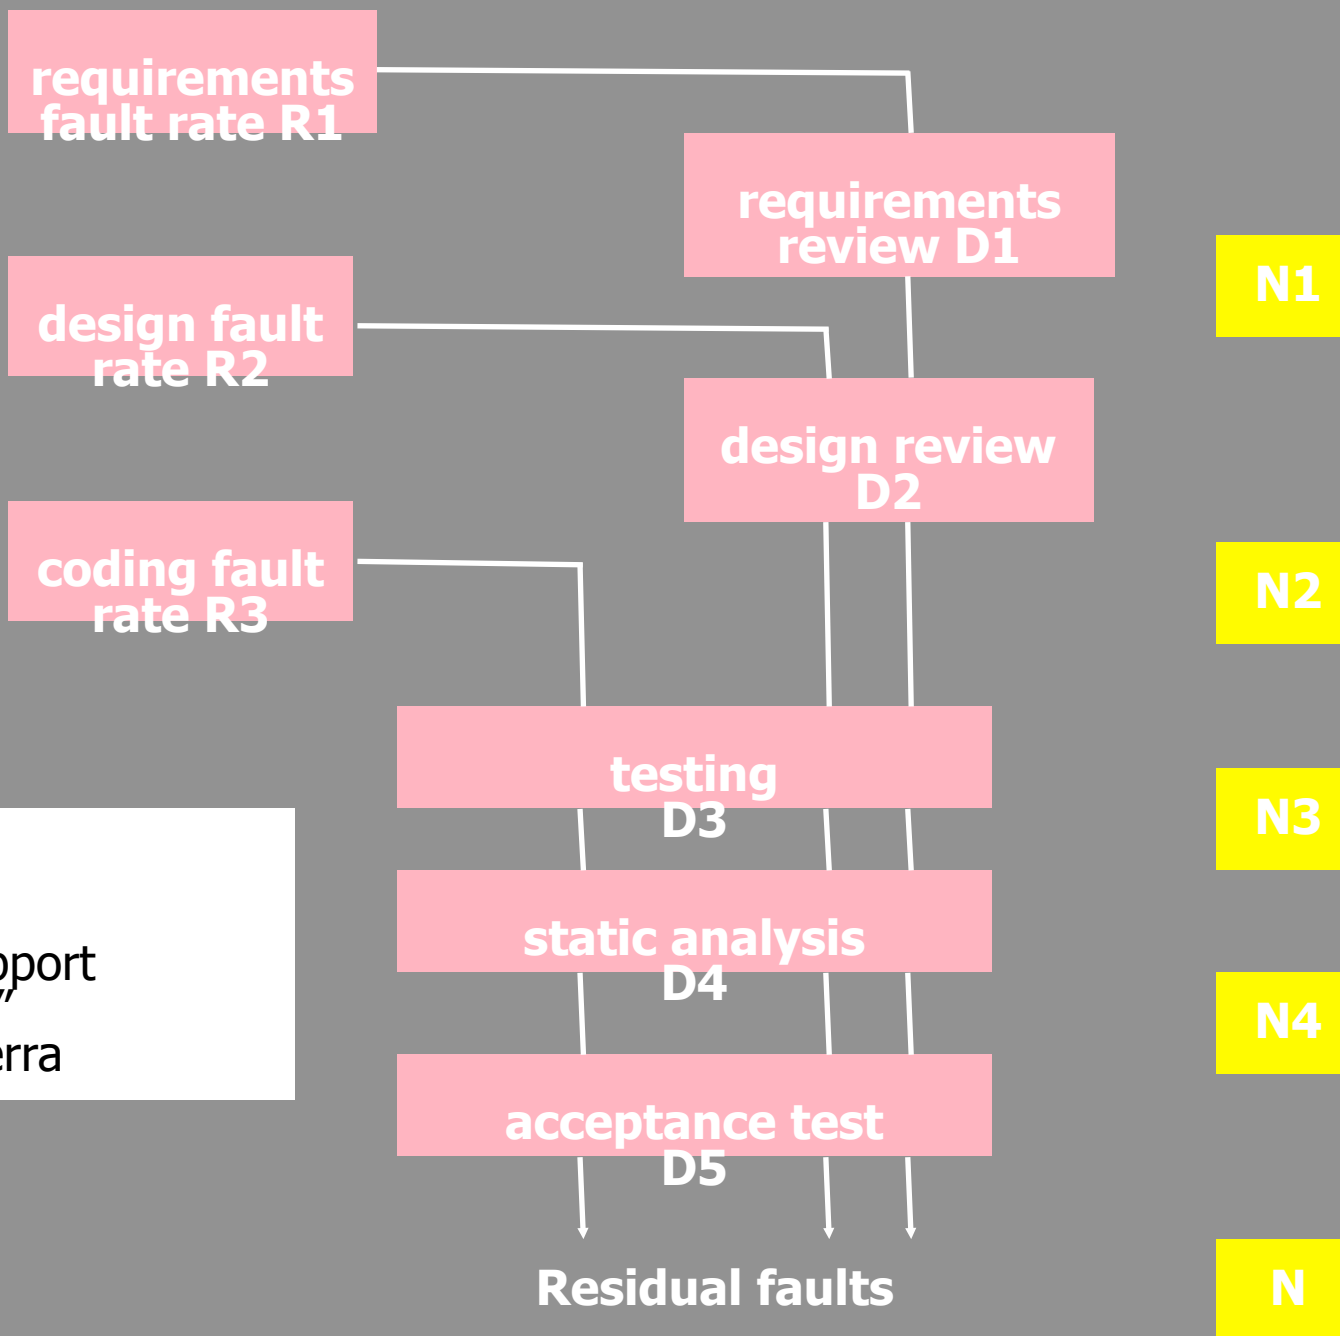 requirements
fault rate R1
requirements
review D1
N1
design fault
rate R2
design review
D2
coding fault
rate R3
N2
testing
D3
N3
static analysis
D4
N4
acceptance test
D5
Residual faults
N